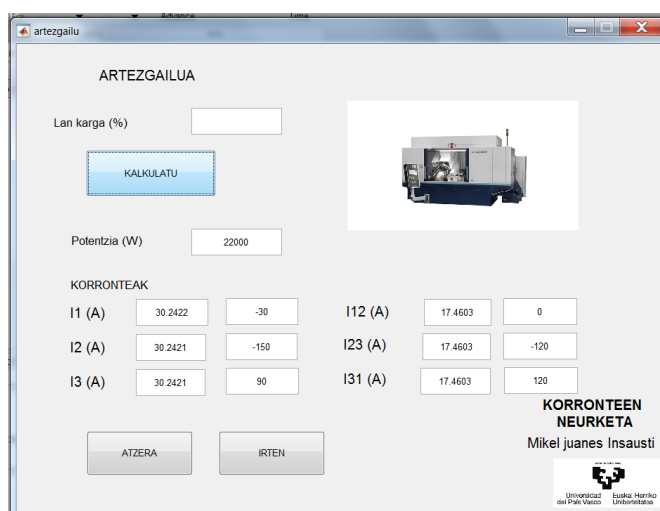 Advance Time
artezgailu
ARTEZGAILUA
Lan karga (%)
KALKULATU
Potentzia (W) 22000
KORRONTEAK
I1 (A) 30.2422 -30 I12 (A) 17.4603 0
I2 (A) 30.2421 -150 I23 (A) 17.4603 -120
I3 (A) 30.2421 90 I31 (A) 17.4603 120
KORRONTEEN
NEURKETA
Mikel juanes Insausti
ATZERA IRTEN
Universidad Euskal Herriko
del País Vasco Unibertsitatea